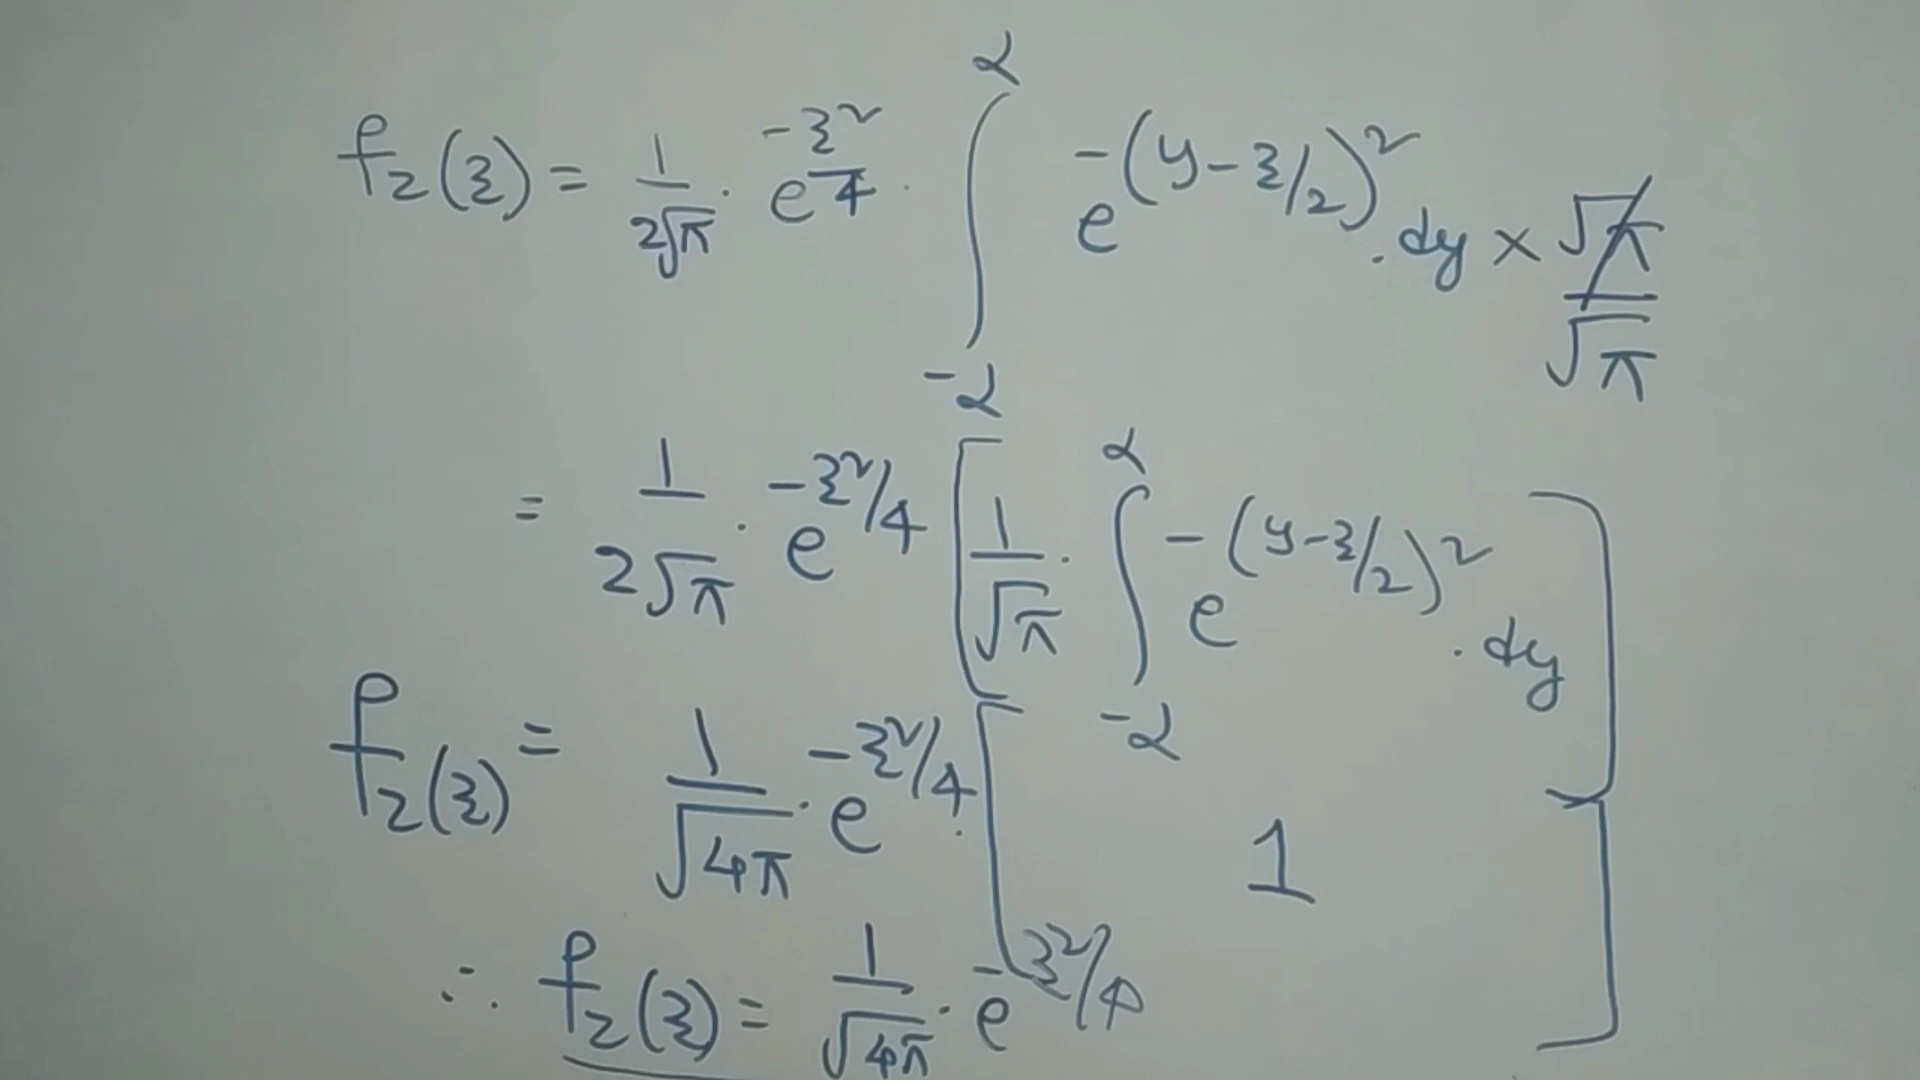 f_Z(z) = 1/(2√π) · e^(-z²/4) · ∫_{-∞}^{∞} e^(-(y-z/2)²) · dy × √π/√π
= 1/(2√π) · e^(-z²/4) [ 1/√π · ∫_{-∞}^{∞} e^(-(y-z/2)²) · dy ]
f_Z(z) = 1/√(4π) · e^(-z²/4) · [ 1 ]
∴ f_Z(z) = 1/√(4π) · e^(-z²/4)